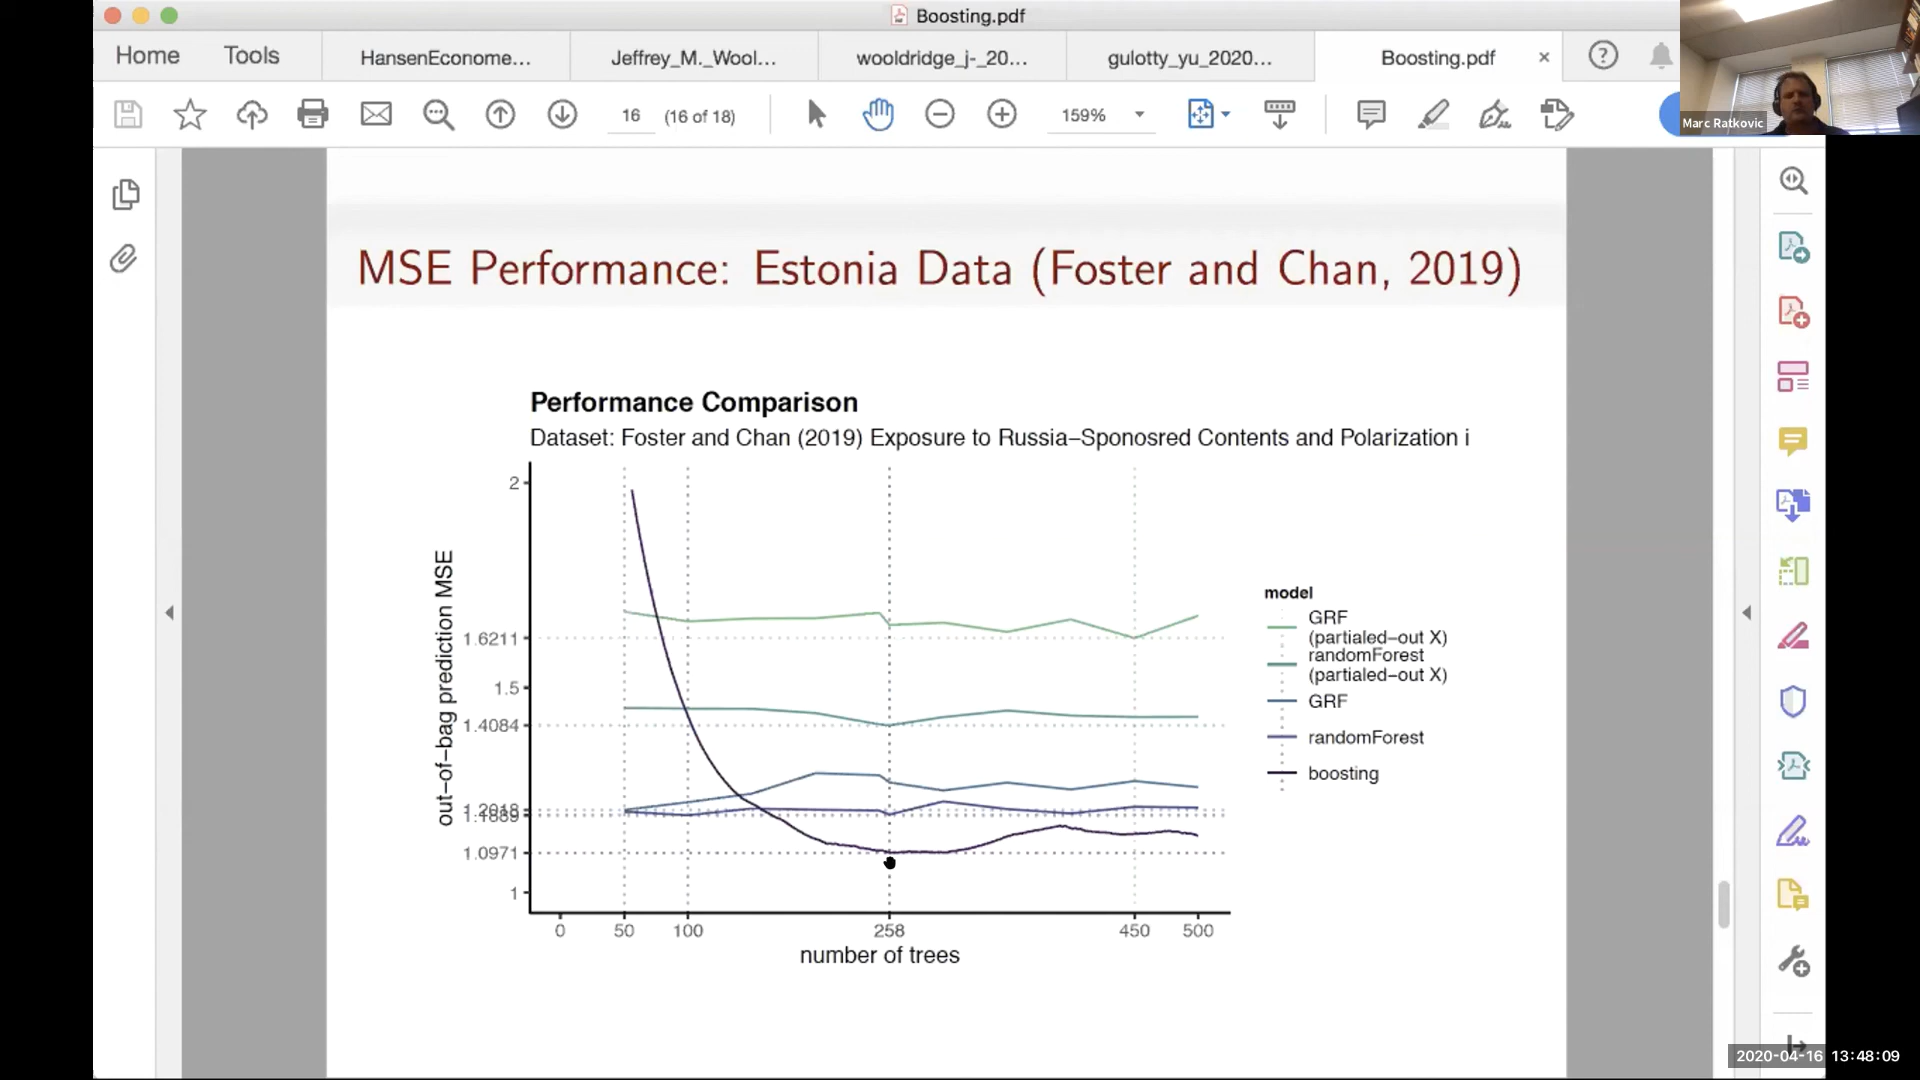 Boosting.pdf
Home Tools HansenEconome... Jeffrey_M._Wool... wooldridge_j-_20... gulotty_yu_2020... Boosting.pdf ×
16 (16 of 18) 159%
Marc Ratkovic
MSE Performance: Estonia Data (Foster and Chan, 2019)
Performance Comparison
Dataset: Foster and Chan (2019) Exposure to Russia–Sponosred Contents and Polarization i
out–of–bag prediction MSE
2
1.6211
1.5
1.4084
1.0971
1
0 50 100 258 450 500
number of trees
model
GRF
(partialed–out X)
randomForest
(partialed–out X)
GRF
randomForest
boosting
2020-04-16 13:48:09